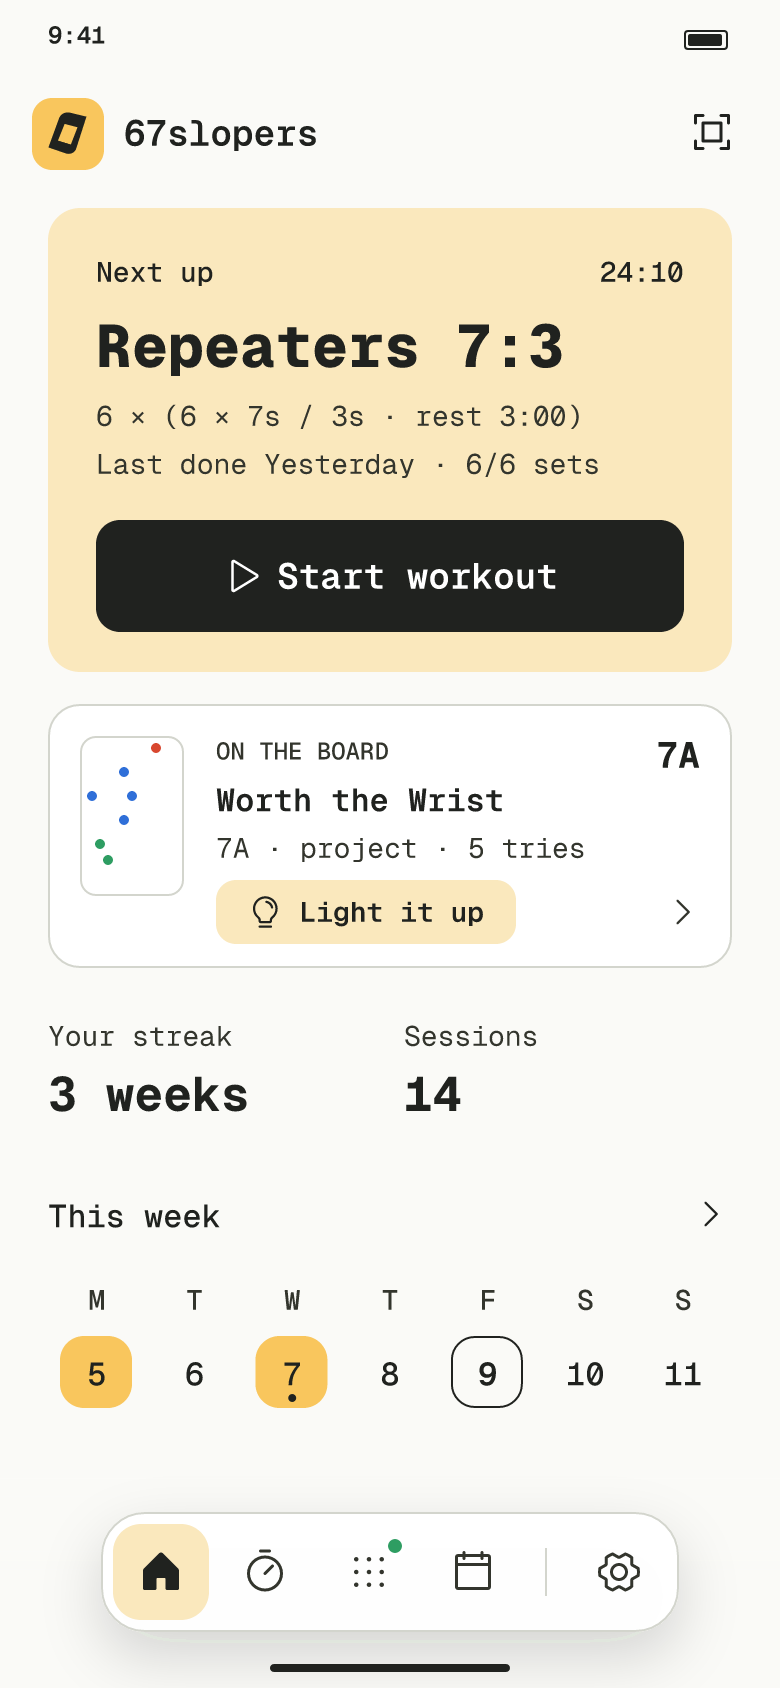 9:41
67slopers
Next up 24:10
Repeaters 7:3
6 × (6 × 7s / 3s · rest 3:00)
Last done Yesterday · 6/6 sets
Start workout
ON THE BOARD 7A
Worth the Wrist
7A · project · 5 tries
Light it up
Your streak Sessions
3 weeks 14
This week
M T W T F S S
5 6 7 8 9 10 11